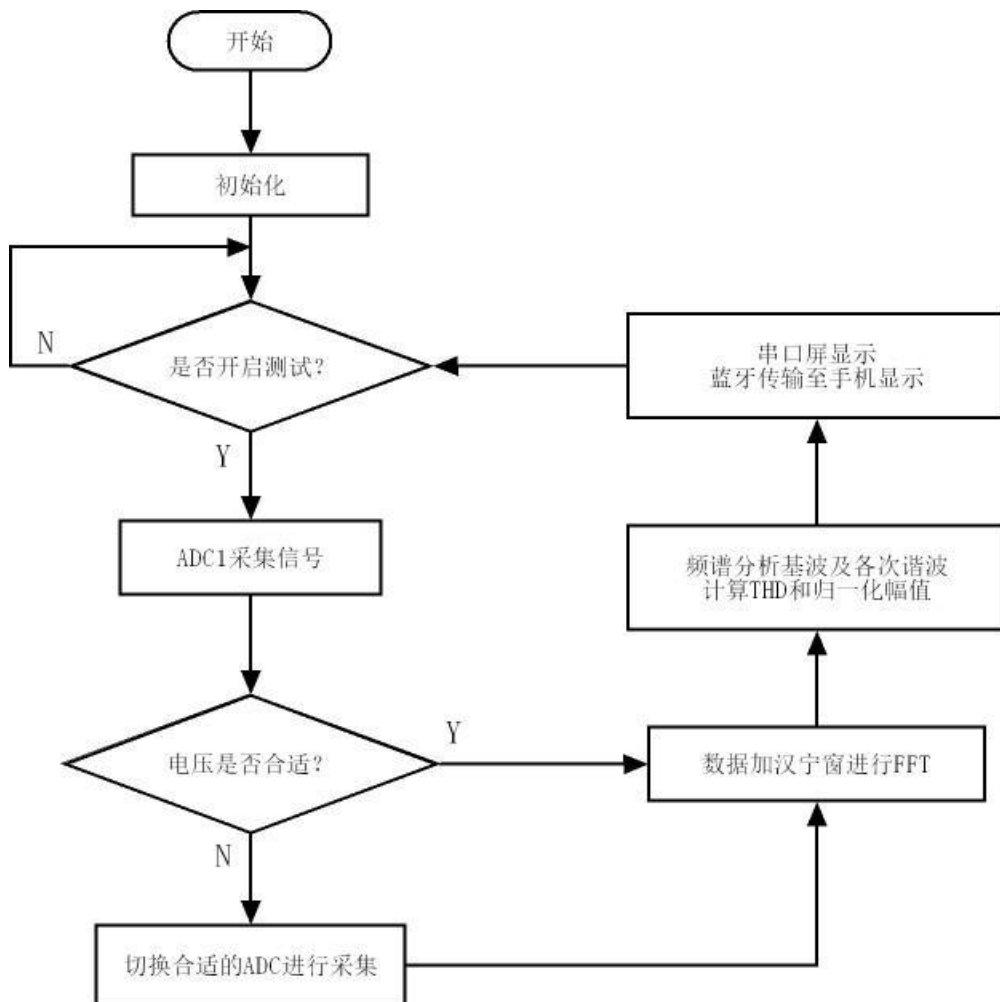 开始
初始化
N
是否开启测试?
Y
ADC1采集信号
电压是否合适?
Y
N
切换合适的ADC进行采集
数据加汉宁窗进行FFT
频谱分析基波及各次谐波
计算THD和归一化幅值
串口屏显示
蓝牙传输至手机显示